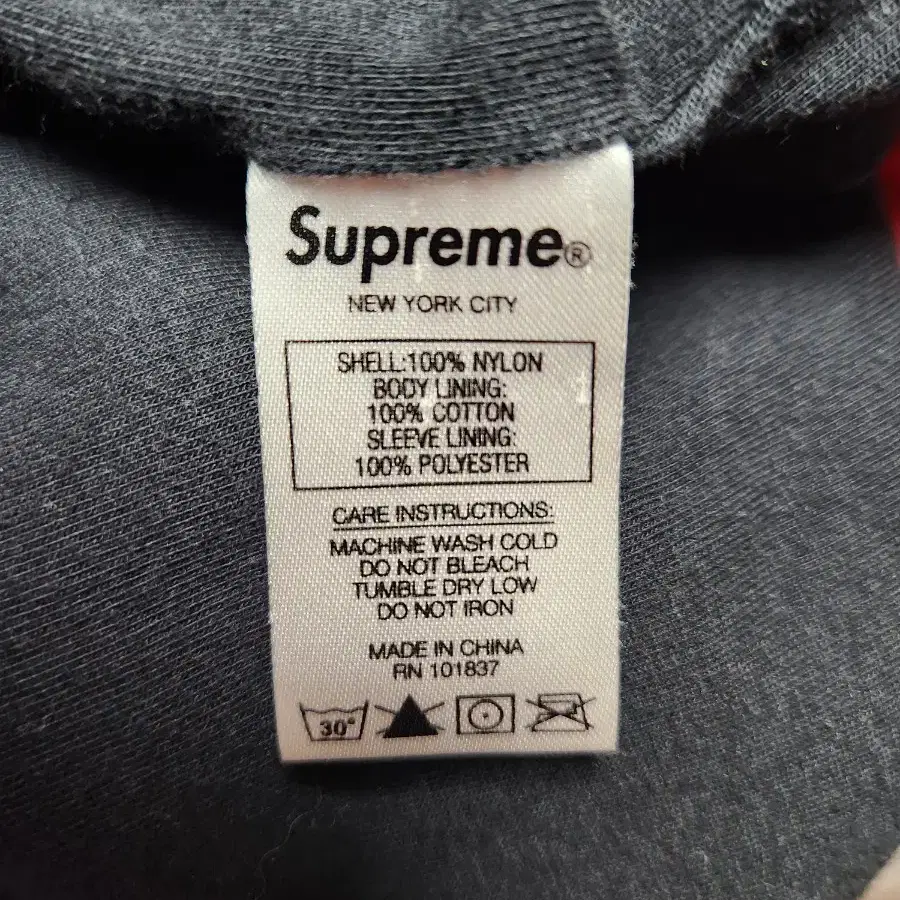 Supreme®
NEW YORK CITY
SHELL:100% NYLON
BODY LINING:
100% COTTON
SLEEVE LINING:
100% POLYESTER
CARE INSTRUCTIONS:
MACHINE WASH COLD
DO NOT BLEACH
TUMBLE DRY LOW
DO NOT IRON
MADE IN CHINA
RN 101837
30°